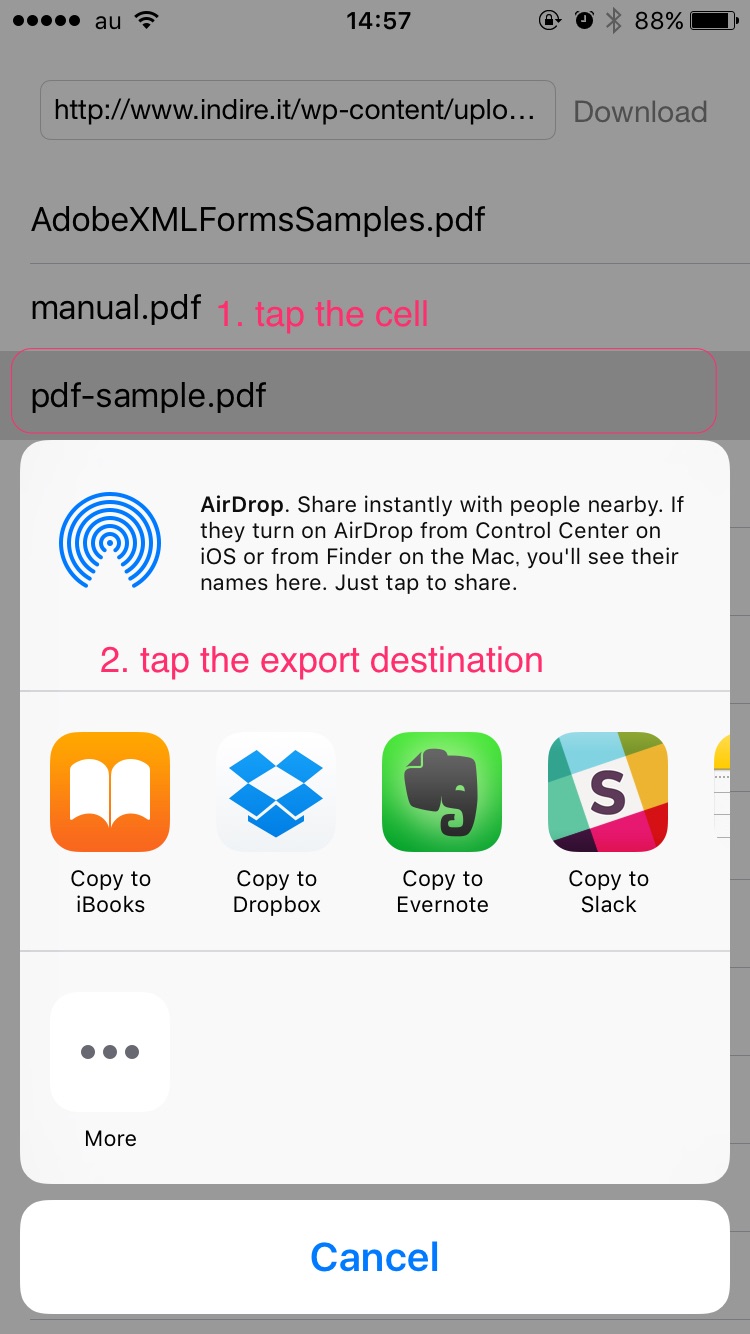 au 14:57 88%
http://www.indire.it/wp-content/uplo... Download
AdobeXMLFormsSamples.pdf
manual.pdf 1. tap the cell
pdf-sample.pdf
AirDrop. Share instantly with people nearby. If
they turn on AirDrop from Control Center on
iOS or from Finder on the Mac, you'll see their
names here. Just tap to share.
2. tap the export destination
S
Copy to iBooks
Copy to Dropbox
Copy to Evernote
Copy to Slack
More
Cancel